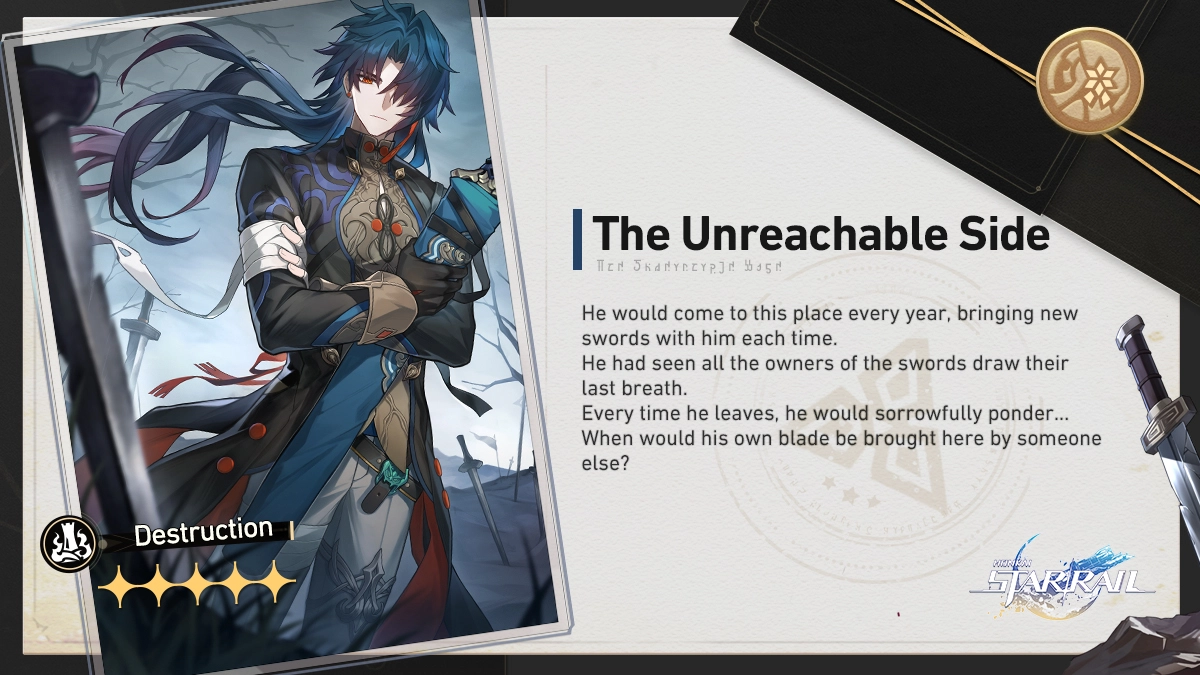 The Unreachable Side
He would come to this place every year, bringing new
swords with him each time.
He had seen all the owners of the swords draw their
last breath.
Every time he leaves, he would sorrowfully ponder...
When would his own blade be brought here by someone
else?
Destruction
HONKAI
STAR RAIL